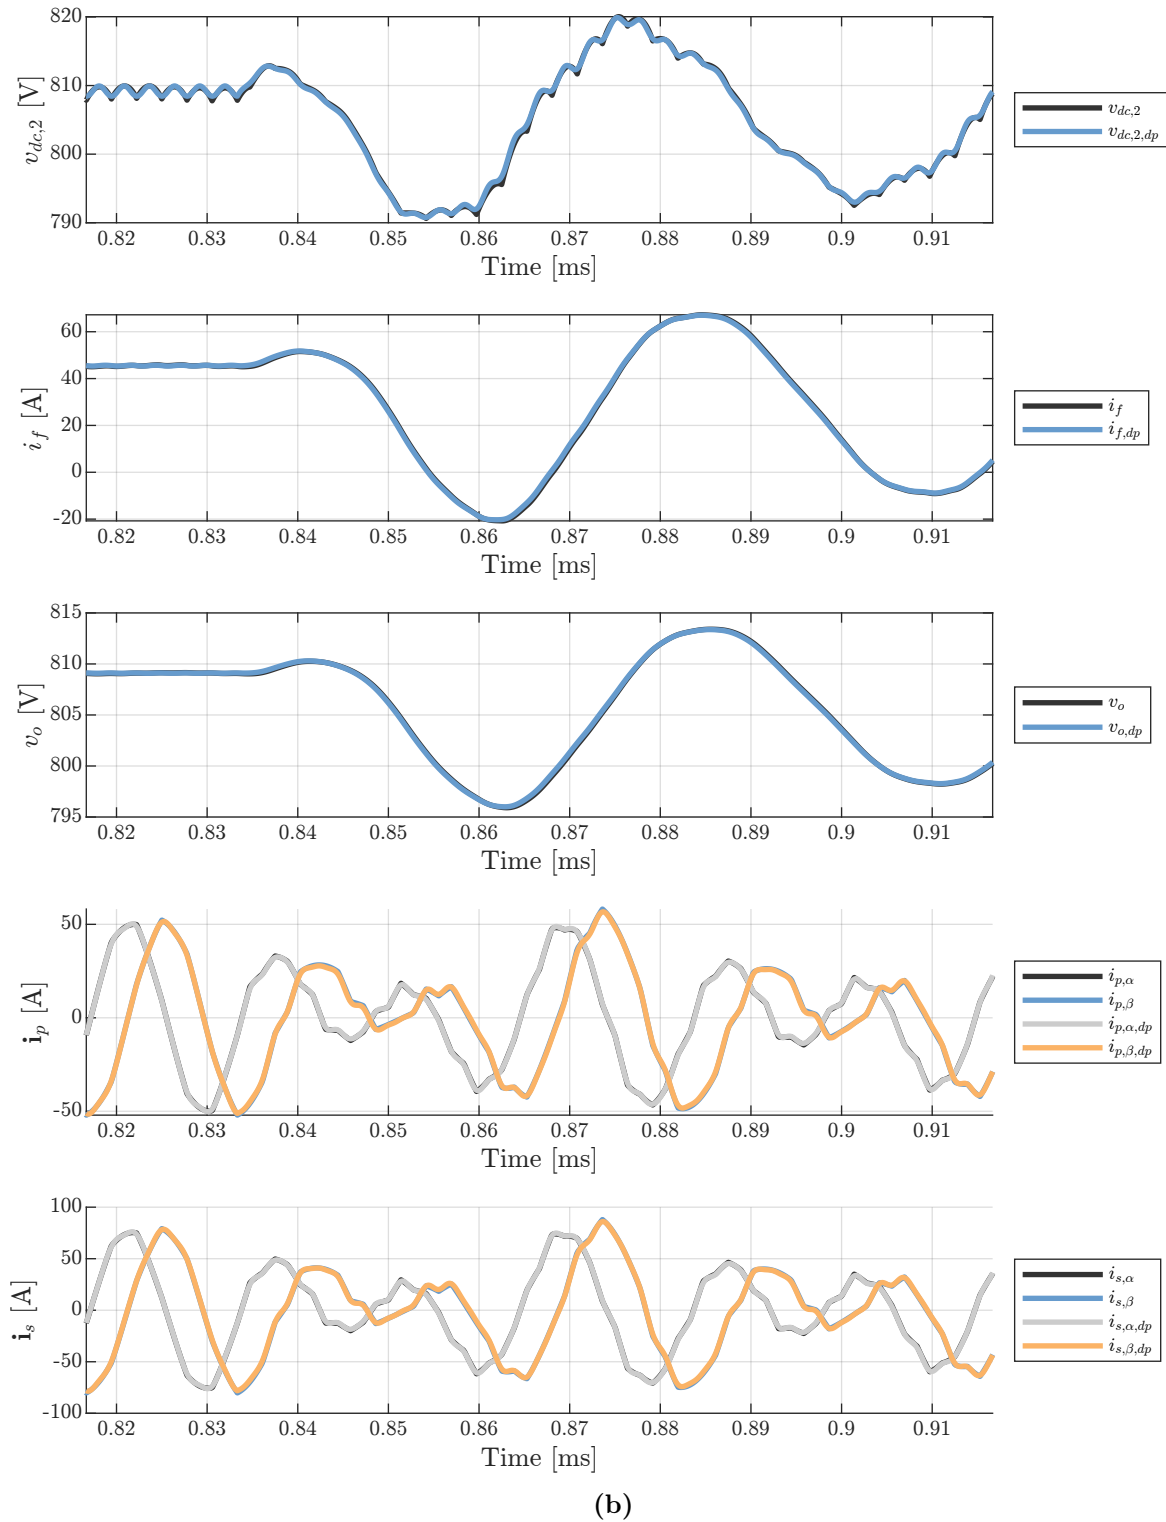 820
810
800
790
v_{dc,2} [V]
0.82 0.83 0.84 0.85 0.86 0.87 0.88 0.89 0.9 0.91
Time [ms]
v_{dc,2}
v_{dc,2,dp}
60
40
20
0
-20
i_f [A]
0.82 0.83 0.84 0.85 0.86 0.87 0.88 0.89 0.9 0.91
Time [ms]
i_f
i_{f,dp}
815
810
805
800
795
v_o [V]
0.82 0.83 0.84 0.85 0.86 0.87 0.88 0.89 0.9 0.91
Time [ms]
v_o
v_{o,dp}
50
0
-50
i_p [A]
0.82 0.83 0.84 0.85 0.86 0.87 0.88 0.89 0.9 0.91
Time [ms]
i_{p,α}
i_{p,β}
i_{p,α,dp}
i_{p,β,dp}
100
50
0
-50
-100
i_s [A]
0.82 0.83 0.84 0.85 0.86 0.87 0.88 0.89 0.9 0.91
Time [ms]
i_{s,α}
i_{s,β}
i_{s,α,dp}
i_{s,β,dp}
(b)